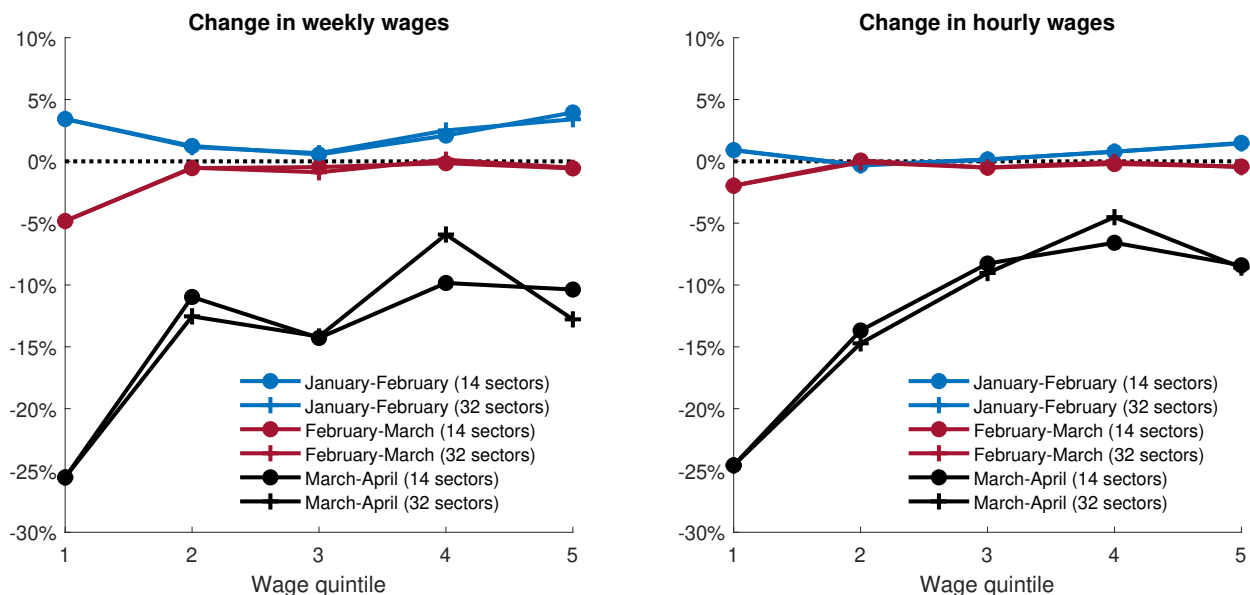 Change in weekly wages
10%
5%
0%
-5%
-10%
-15%
-20%
-25%
-30%
January-February (14 sectors)
January-February (32 sectors)
February-March (14 sectors)
February-March (32 sectors)
March-April (14 sectors)
March-April (32 sectors)
1 2 3 4 5
Wage quintile
Change in hourly wages
10%
5%
0%
-5%
-10%
-15%
-20%
-25%
-30%
January-February (14 sectors)
January-February (32 sectors)
February-March (14 sectors)
February-March (32 sectors)
March-April (14 sectors)
March-April (32 sectors)
1 2 3 4 5
Wage quintile